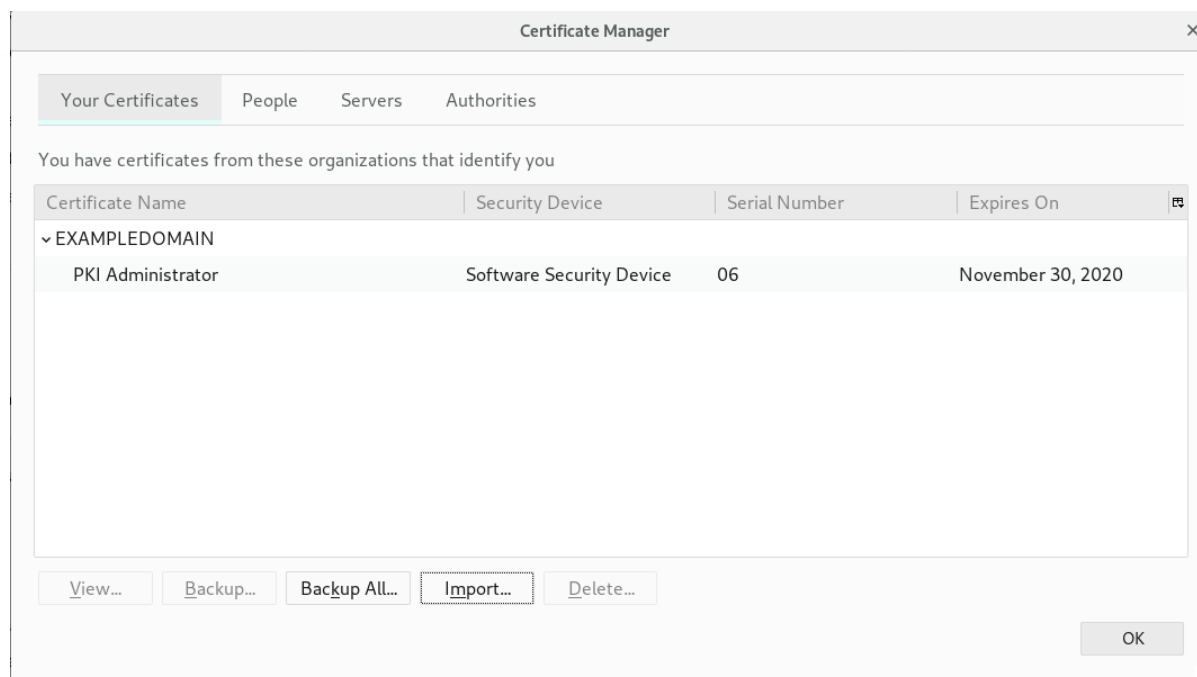 Certificate Manager
Your Certificates People Servers Authorities
You have certificates from these organizations that identify you
Certificate Name Security Device Serial Number Expires On
EXAMPLEDOMAIN
PKI Administrator Software Security Device 06 November 30, 2020
View... Backup... Backup All... Import... Delete...
OK